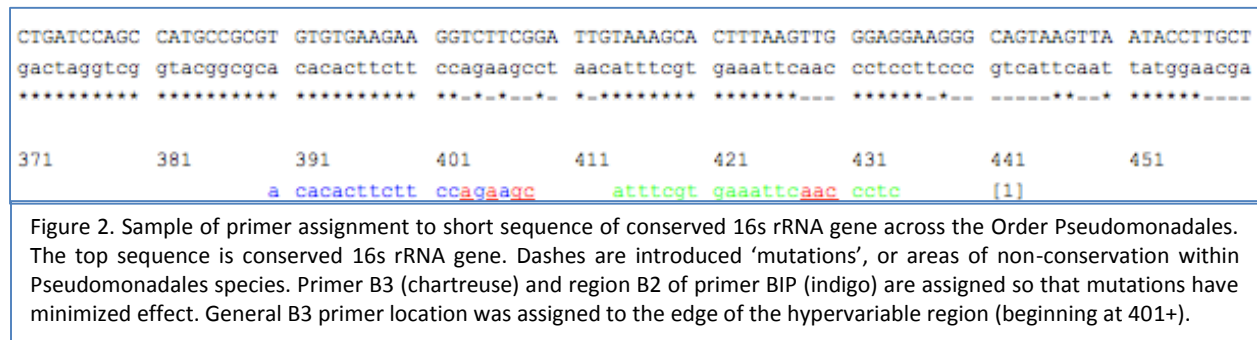 CTGATCCAGC CATGCCGCGT GTGTGAAGAA GGTCTTCGGA TTGTAAAGCA CTTTAAGTTG GGAGGAAGGG CAGTAAGTTA ATACCTTGCT
gactaggtcg gtacggcgca cacacttctt ccagaagcct aacatttcgt gaaattcaac cctccttccc gtcattcaat tatggaacga
********** ********** ********** **-*-*--*- *-******** *******--- ******-*-- -----**--* ******----
371 381 391 401 411 421 431 441 451
a cacacttctt ccagaagc atttcgt gaaattcaac cctc [1]
Figure 2. Sample of primer assignment to short sequence of conserved 16s rRNA gene across the Order Pseudomonadales.
The top sequence is conserved 16s rRNA gene. Dashes are introduced ‘mutations’, or areas of non-conservation within
Pseudomonadales species. Primer B3 (chartreuse) and region B2 of primer BIP (indigo) are assigned so that mutations have
minimized effect. General B3 primer location was assigned to the edge of the hypervariable region (beginning at 401+).